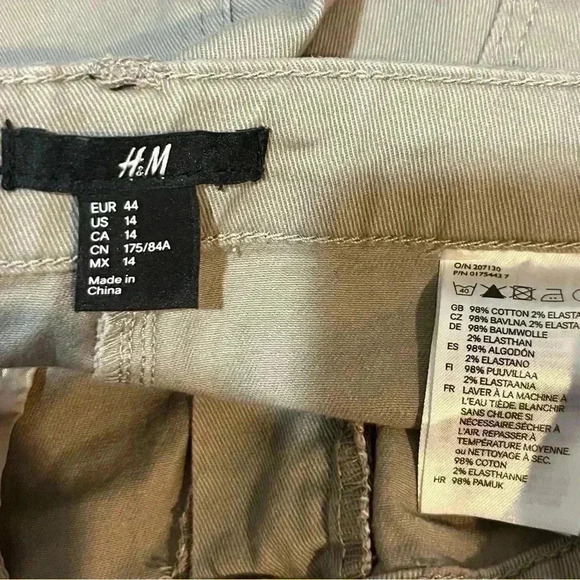 H&M
EUR 44
US 14
CA 14
CN 175/84A
MX 14
Made in
China
O/N 207136
P/N 0175443 7
40
GB 98% COTTON 2% ELASTA
CZ 98% BAVLNA 2% ELASTA
DE 98% BAUMWOLLE
2% ELASTHAN
ES 98% ALGODÓN
2% ELASTANO
FI 98% PUUVILLAA
2% ELASTAANIA
FR LAVER À LA MACHINE À
L'EAU TIÈDE. BLANCHIR
SANS CHLORE SI
NÉCESSAIRE.SÉCHER À
L'AIR. REPASSER À
TEMPÉRATURE MOYENNE.
ou NETTOYAGE À SEC.
98% COTON
2% ELASTHANNE
HR 98% PAMUK